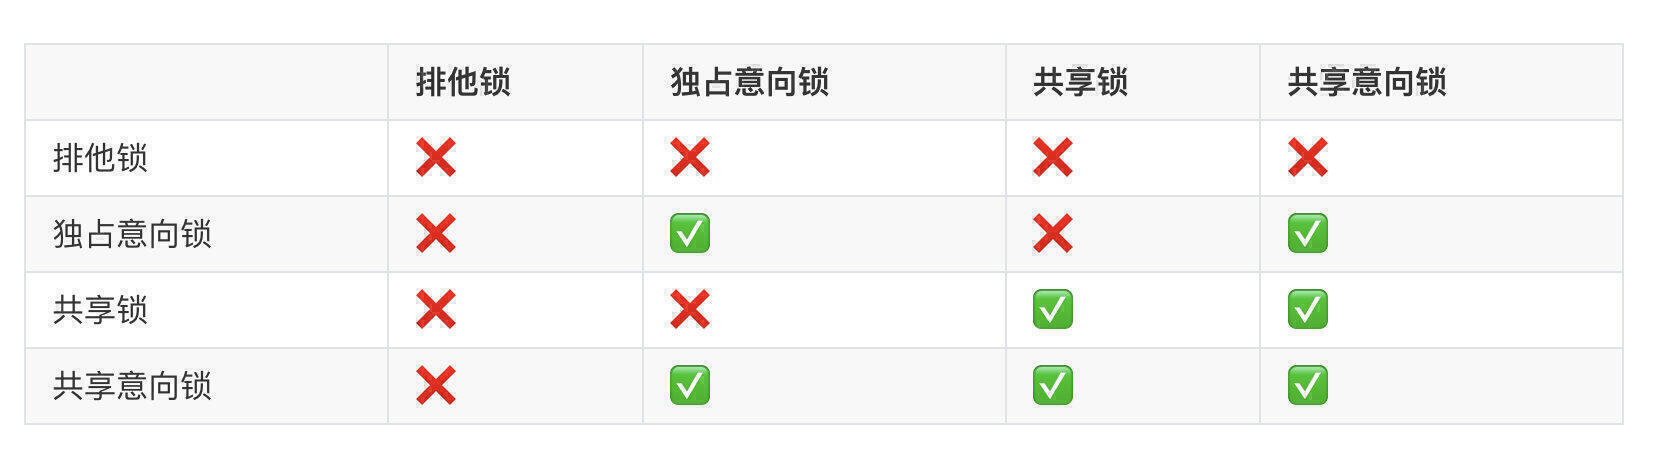 排他锁 独占意向锁 共享锁 共享意向锁
排他锁 ❌ ❌ ❌ ❌
独占意向锁 ❌ ✅ ❌ ✅
共享锁 ❌ ❌ ✅ ✅
共享意向锁 ❌ ✅ ✅ ✅